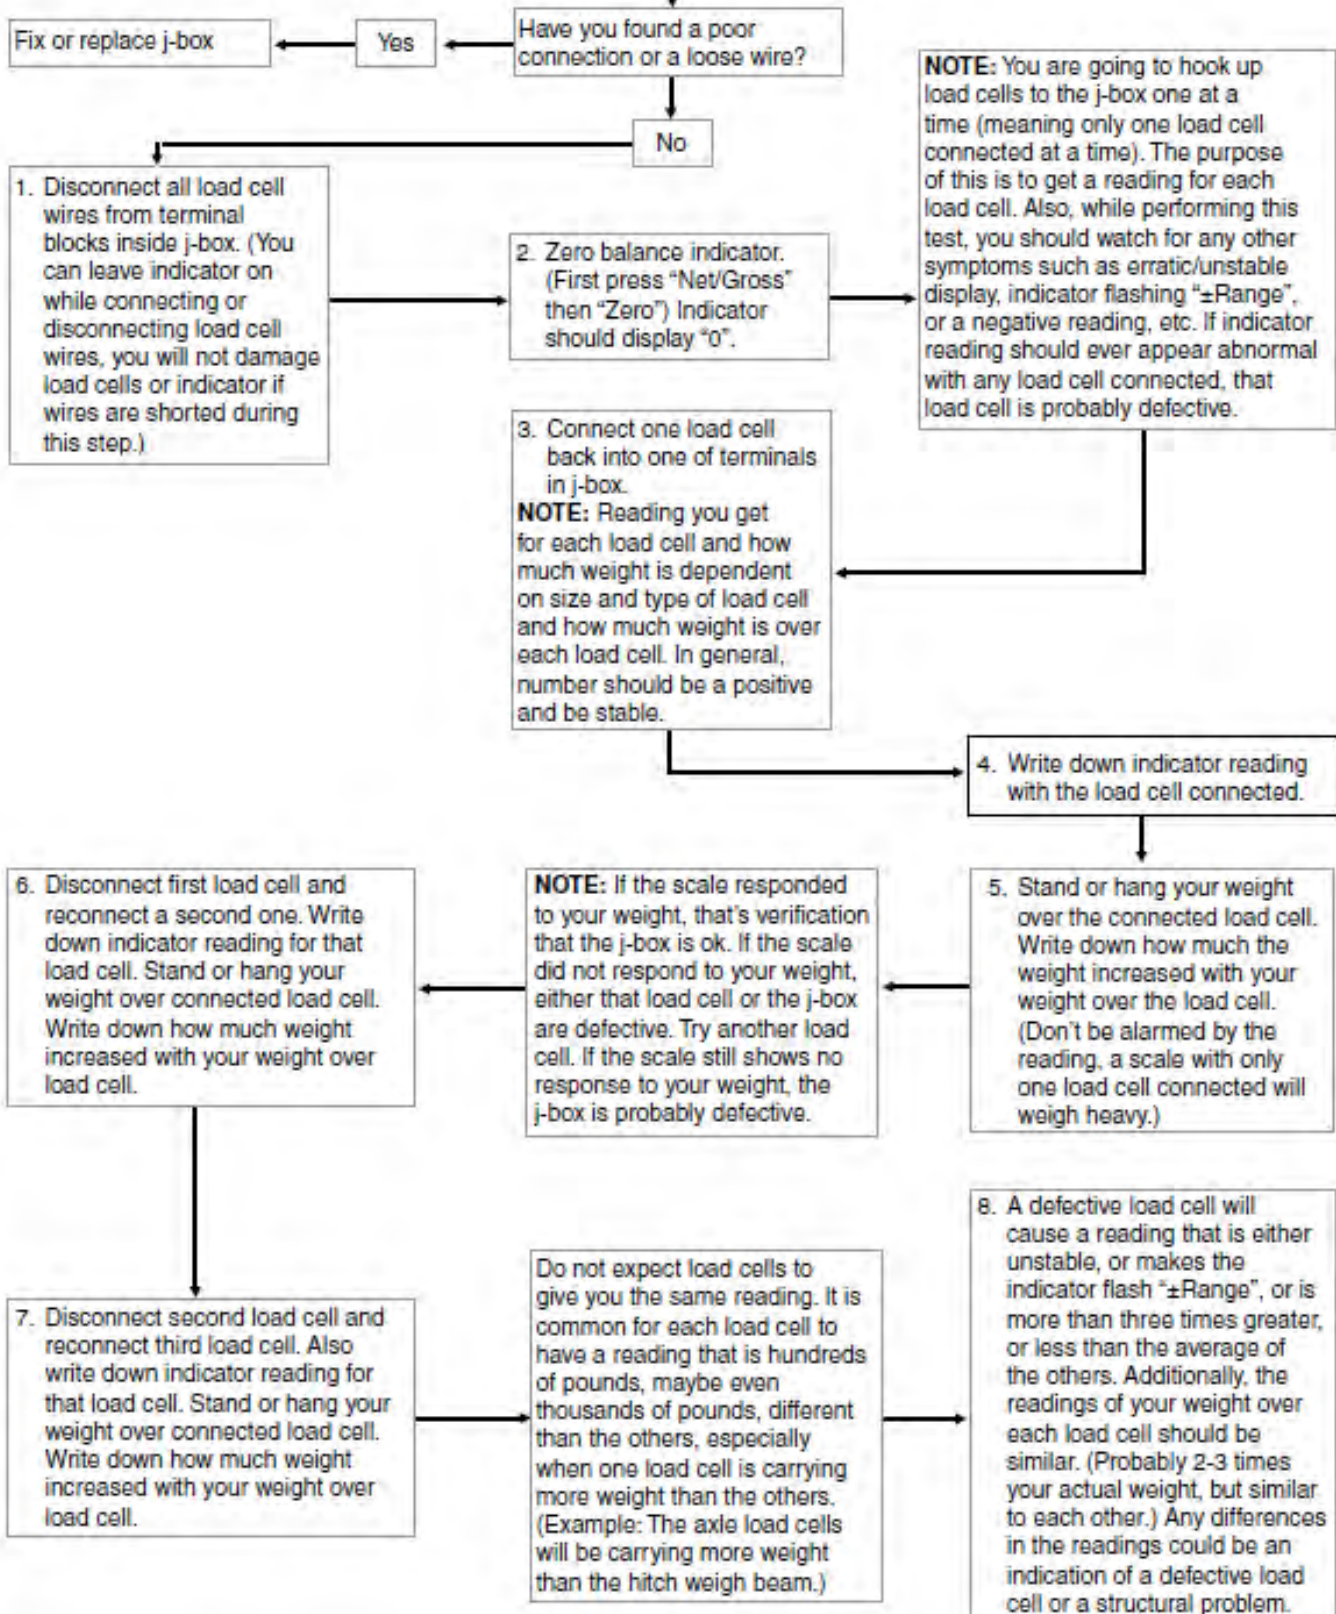 Have you found a poor
connection or a loose wire?
Yes
Fix or replace j-box
No
1. Disconnect all load cell
wires from terminal
blocks inside j-box. (You
can leave indicator on
while connecting or
disconnecting load cell
wires, you will not damage
load cells or indicator if
wires are shorted during
this step.)
2. Zero balance indicator.
(First press “Net/Gross”
then “Zero”) Indicator
should display “0”.
NOTE: You are going to hook up
load cells to the j-box one at a
time (meaning only one load cell
connected at a time). The purpose
of this is to get a reading for each
load cell. Also, while performing this
test, you should watch for any other
symptoms such as erratic/unstable
display, indicator flashing “±Range”,
or a negative reading, etc. If indicator
reading should ever appear abnormal
with any load cell connected, that
load cell is probably defective.
3. Connect one load cell
back into one of terminals
in j-box.
NOTE: Reading you get
for each load cell and how
much weight is dependent
on size and type of load cell
and how much weight is over
each load cell. In general,
number should be a positive
and be stable.
4. Write down indicator reading
with the load cell connected.
5. Stand or hang your weight
over the connected load cell.
Write down how much the
weight increased with your
weight over the load cell.
(Don’t be alarmed by the
reading, a scale with only
one load cell connected will
weigh heavy.)
NOTE: If the scale responded
to your weight, that’s verification
that the j-box is ok. If the scale
did not respond to your weight,
either that load cell or the j-box
are defective. Try another load
cell. If the scale still shows no
response to your weight, the
j-box is probably defective.
6. Disconnect first load cell and
reconnect a second one. Write
down indicator reading for that
load cell. Stand or hang your
weight over connected load cell.
Write down how much weight
increased with your weight over
load cell.
7. Disconnect second load cell and
reconnect third load cell. Also
write down indicator reading for
that load cell. Stand or hang your
weight over connected load cell.
Write down how much weight
increased with your weight over
load cell.
Do not expect load cells to
give you the same reading. It is
common for each load cell to
have a reading that is hundreds
of pounds, maybe even
thousands of pounds, different
than the others, especially
when one load cell is carrying
more weight than the others.
(Example: The axle load cells
will be carrying more weight
than the hitch weigh beam.)
8. A defective load cell will
cause a reading that is either
unstable, or makes the
indicator flash “±Range”, or is
more than three times greater,
or less than the average of
the others. Additionally, the
readings of your weight over
each load cell should be
similar. (Probably 2-3 times
your actual weight, but similar
to each other.) Any differences
in the readings could be an
indication of a defective load
cell or a structural problem.